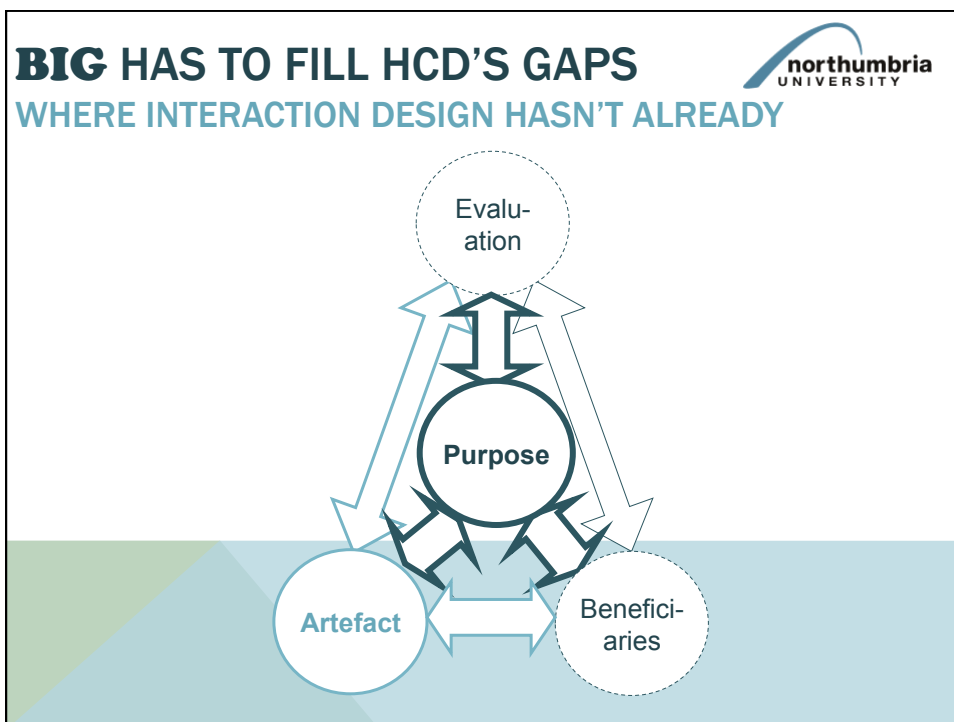 BIG HAS TO FILL HCD'S GAPS
northumbria
UNIVERSITY
WHERE INTERACTION DESIGN HASN'T ALREADY
Evalu-
ation
Purpose
Artefact
Benefici-
aries